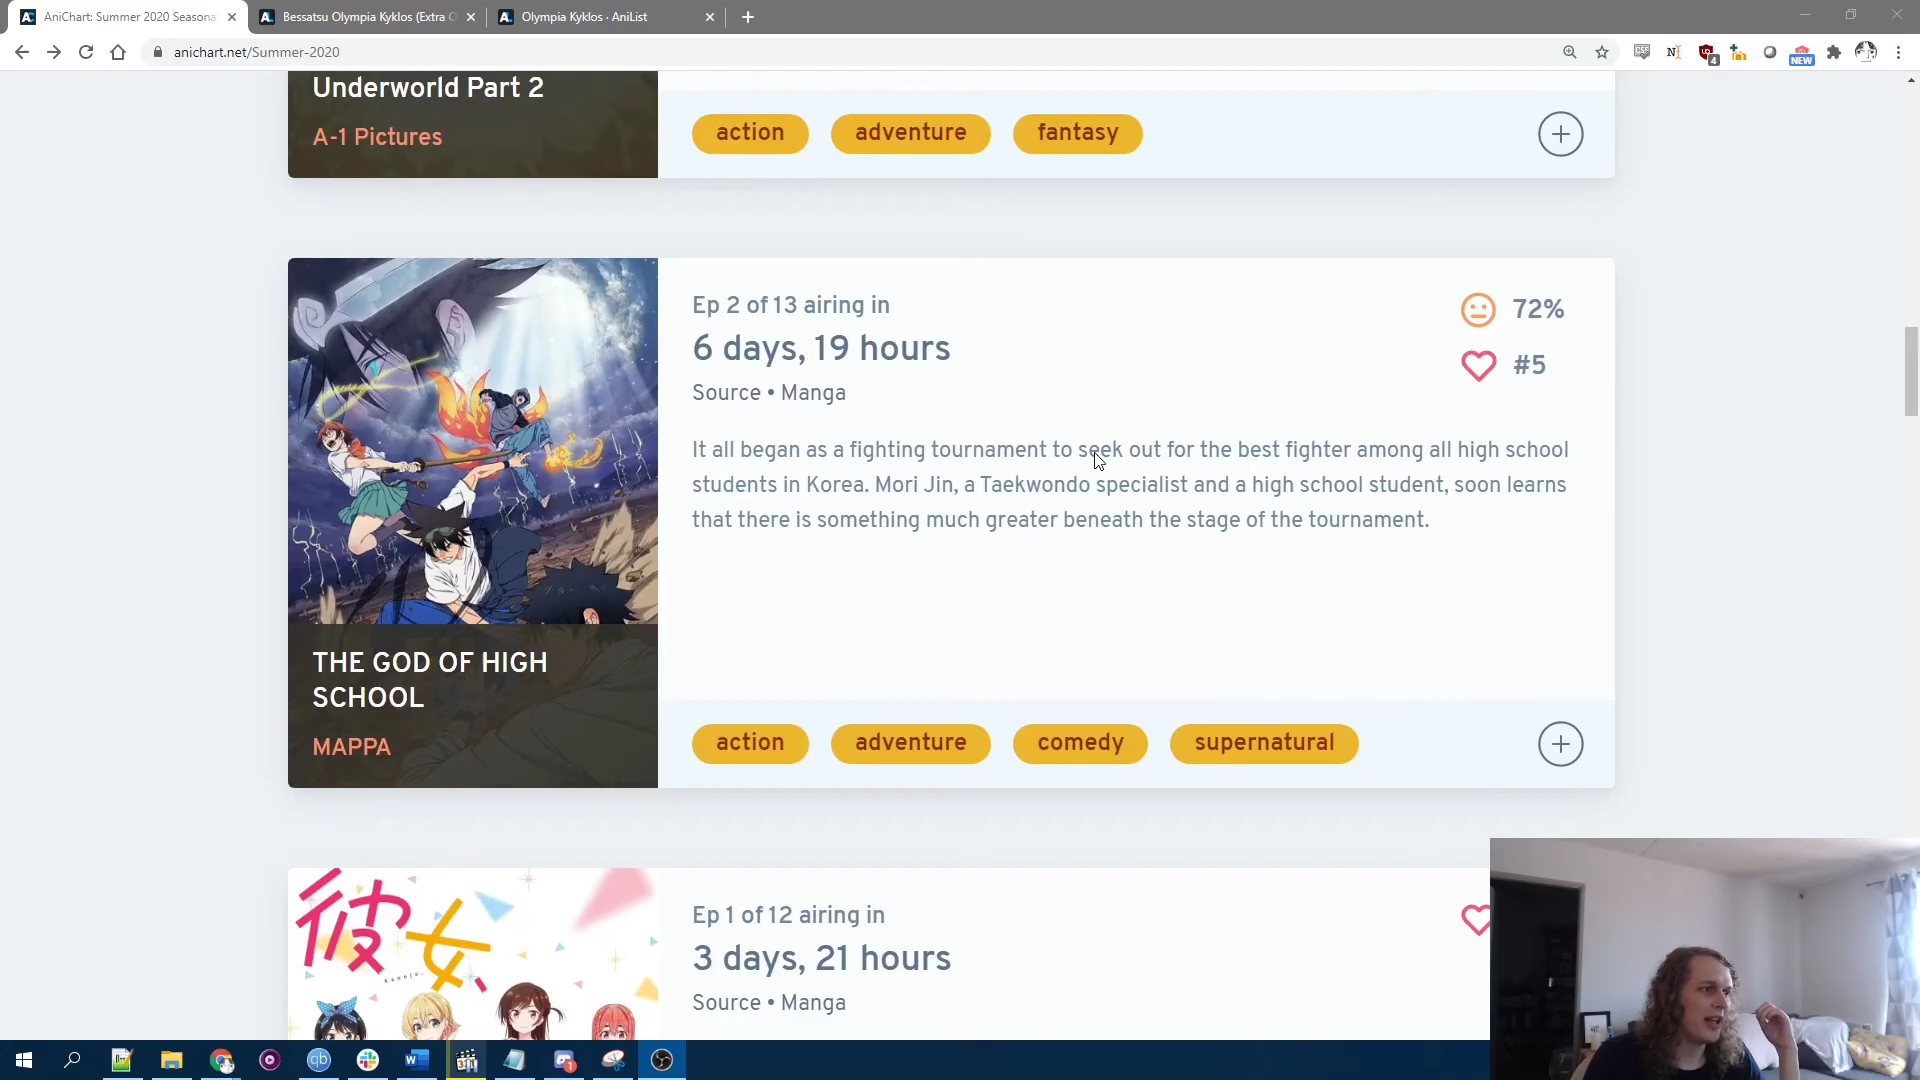 AniChart: Summer 2020 Seasona
Bessatsu Olympia Kyklos (Extra O
Olympia Kyklos · AniList
anichart.net/Summer-2020
4
NEW
Underworld Part 2
A-1 Pictures
action
adventure
fantasy
Ep 2 of 13 airing in
72%
6 days, 19 hours
#5
Source • Manga
It all began as a fighting tournament to seek out for the best fighter among all high school
students in Korea. Mori Jin, a Taekwondo specialist and a high school student, soon learns
that there is something much greater beneath the stage of the tournament.
THE GOD OF HIGH
SCHOOL
MAPPA
action
adventure
comedy
supernatural
彼女、
Kanojo,
Ep 1 of 12 airing in
3 days, 21 hours
Source • Manga